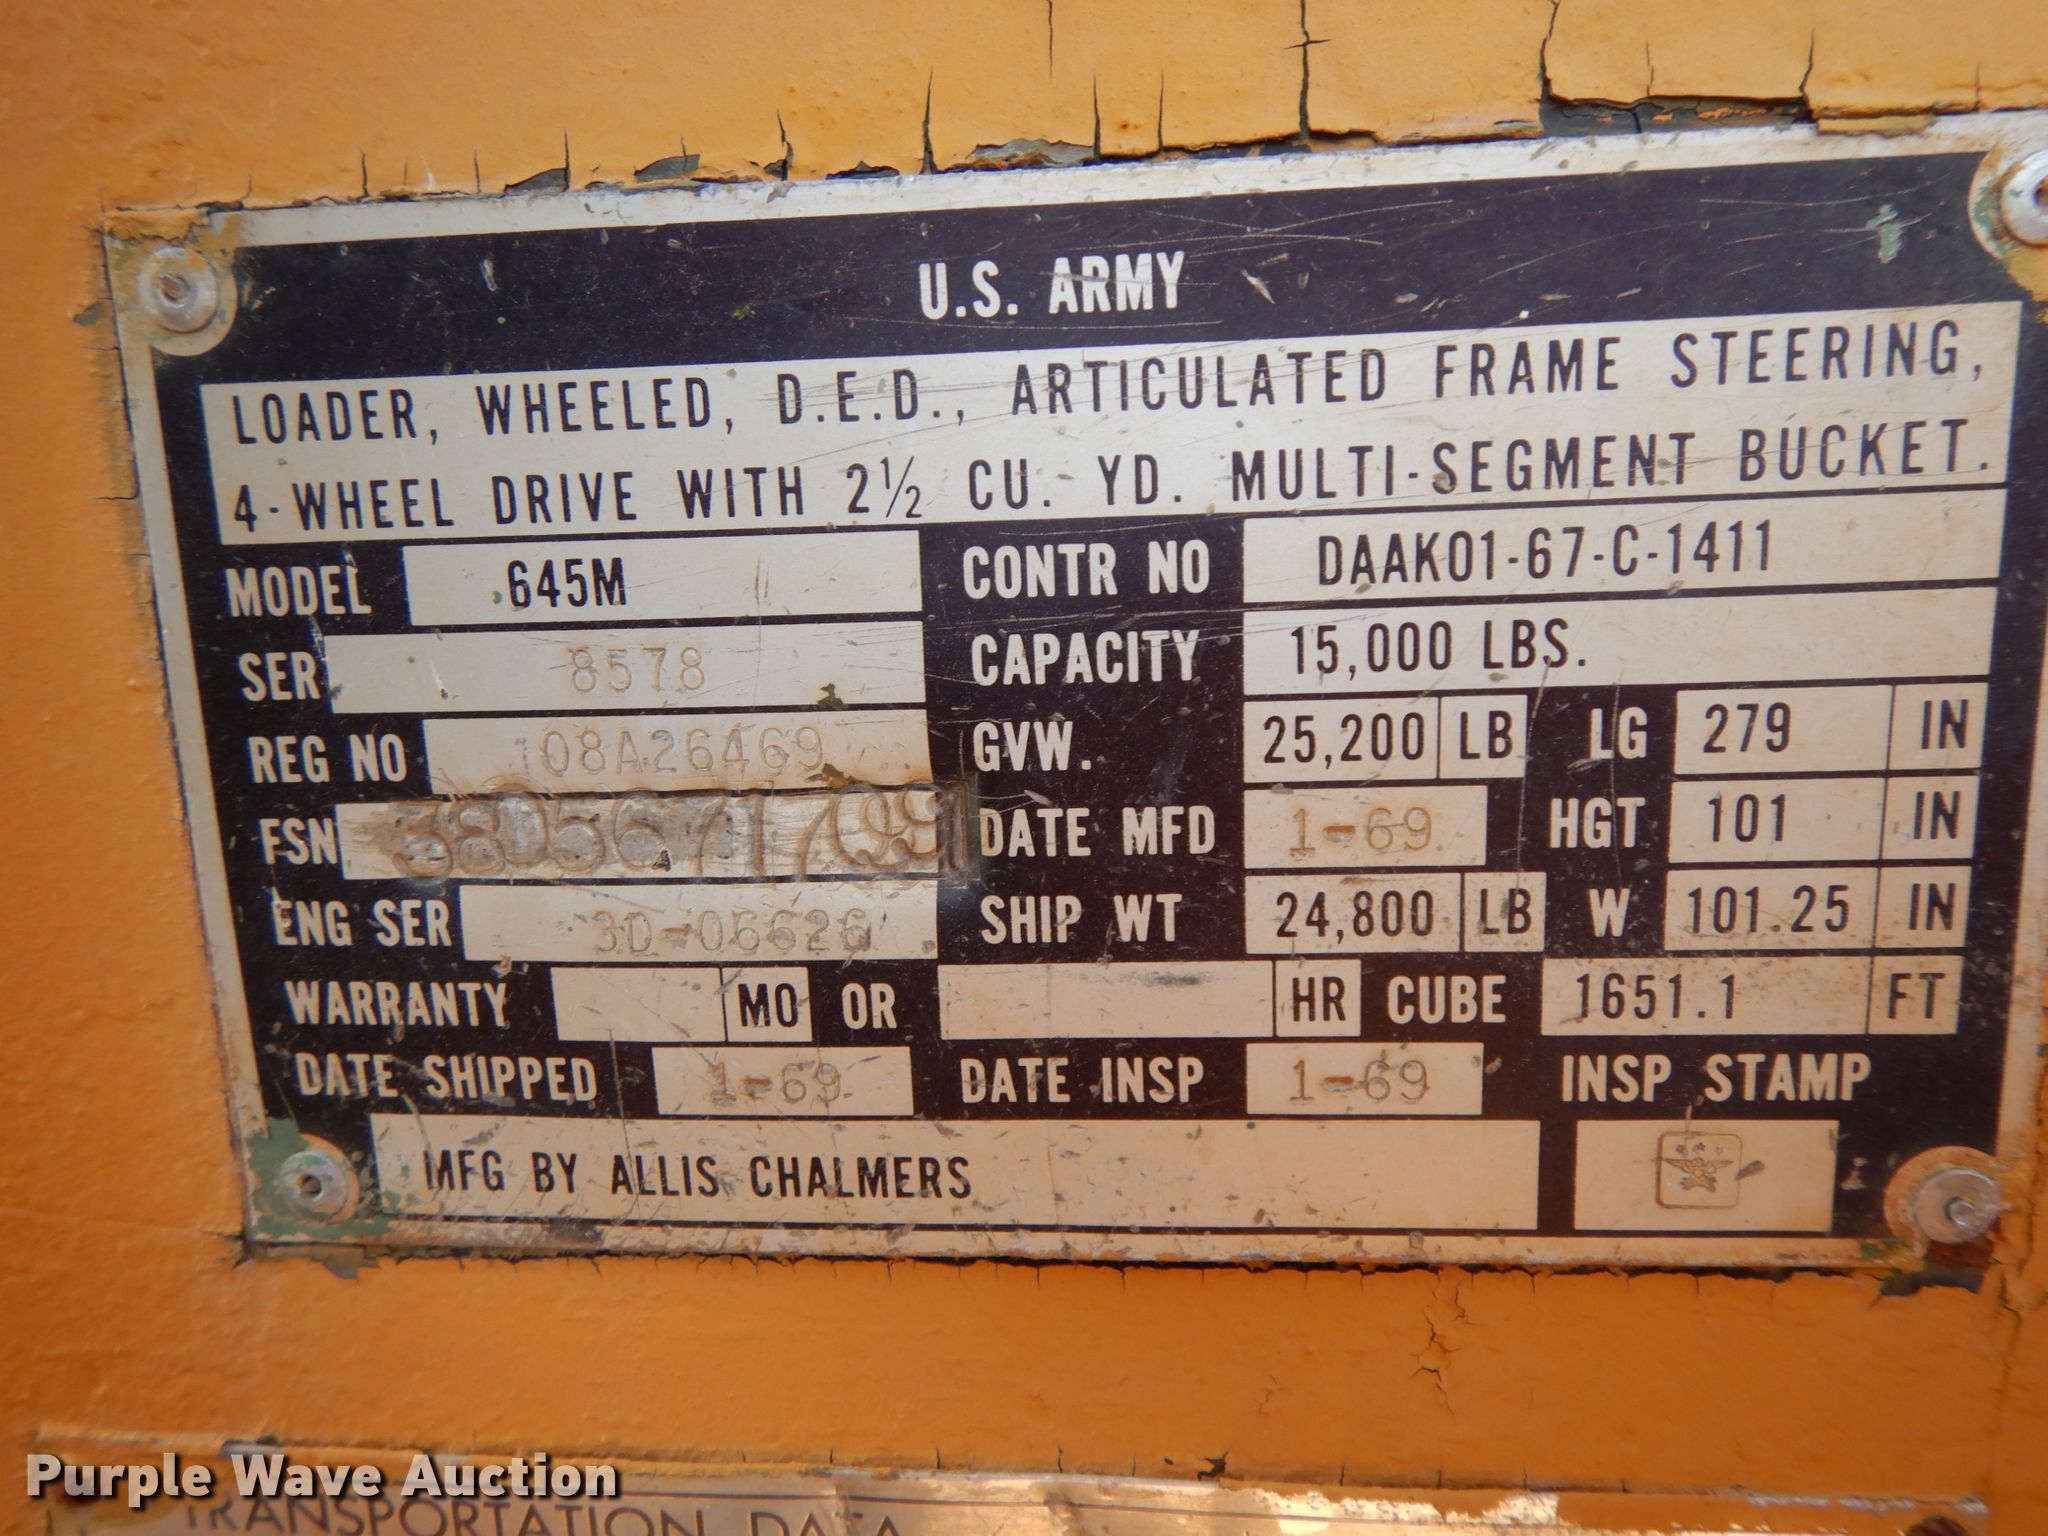 U.S. ARMY
LOADER, WHEELED, D.E.D., ARTICULATED FRAME STEERING,
4-WHEEL DRIVE WITH 2½ CU. YD. MULTI-SEGMENT BUCKET.
MODEL 645M CONTR NO DAAK01-67-C-1411
SER 8578 CAPACITY 15,000 LBS.
REG NO 08A26469 GVW. 25,200 LB LG 279 IN
FSN DATE MFD 1-69 HGT 101 IN
ENG SER 3D-06626 SHIP WT 24,800 LB W 101.25 IN
WARRANTY MO OR HR CUBE 1651.1 FT
DATE SHIPPED 1-69 DATE INSP 1-69 INSP STAMP
MFG BY ALLIS CHALMERS
Purple Wave Auction
TRANSPORTATION DATA